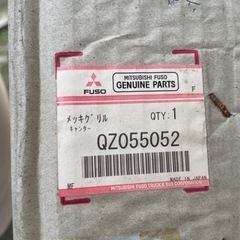 MITSUBISHI FUSO
GENUINE PARTS
FUSO
メッキグリル
QTY: 1
キャンター
QZ055052
MADE IN JAPAN
MF
MITSUBISHI FUSO TRUCK & BUS CORPORATION
F